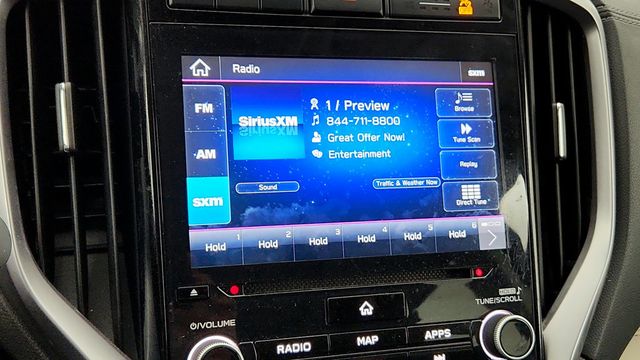 Radio
sxm
FM
AM
sxm
SiriusXM
1 / Preview
844-711-8800
Great Offer Now!
Entertainment
Sound
Traffic & Weather Now
Browse
Tune Scan
Replay
Direct Tune
Hold 1
Hold 2
Hold 3
Hold 4
Hold 5
Hold 6
VOLUME
RADIO
MAP
APPS
TUNE/SCROLL